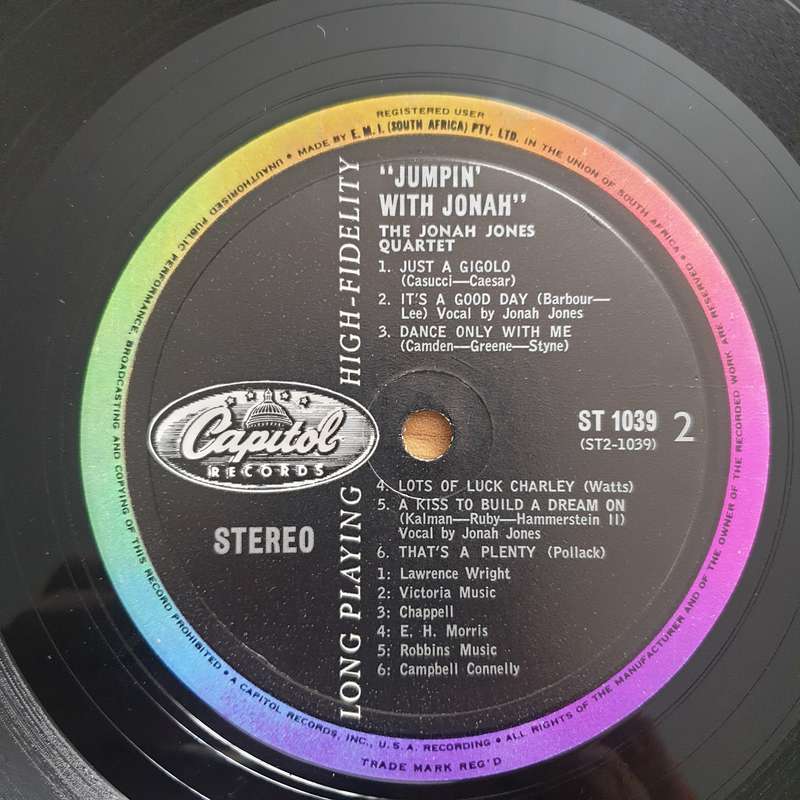 REGISTERED USER
UNAUTHORISED PUBLIC PERFORMANCE, BROADCASTING AND COPYING OF THIS RECORD PROHIBITED • A CAPITOL RECORDS, INC., U.S.A. RECORDING • ALL RIGHTS OF THE MANUFACTURER AND OF THE OWNER OF THE RECORDED WORK ARE RESERVED • MADE BY E.M.I. (SOUTH AFRICA) PTY. LTD. IN THE UNION OF SOUTH AFRICA •
TRADE MARK REG'D
LONG PLAYING HIGH-FIDELITY
"JUMPIN'
WITH JONAH"
THE JONAH JONES
QUARTET
1. JUST A GIGOLO
(Casucci—Caesar)
2. IT'S A GOOD DAY (Barbour—
Lee) Vocal by Jonah Jones
3. DANCE ONLY WITH ME
(Camden—Greene—Styne)
Capitol
RECORDS
ST 1039
(ST2-1039)
2
STEREO
4. LOTS OF LUCK CHARLEY (Watts)
5. A KISS TO BUILD A DREAM ON
(Kalman—Ruby—Hammerstein II)
Vocal by Jonah Jones
6. THAT'S A PLENTY (Pollack)
1: Lawrence Wright
2: Victoria Music
3: Chappell
4: E. H. Morris
5: Robbins Music
6: Campbell Connelly